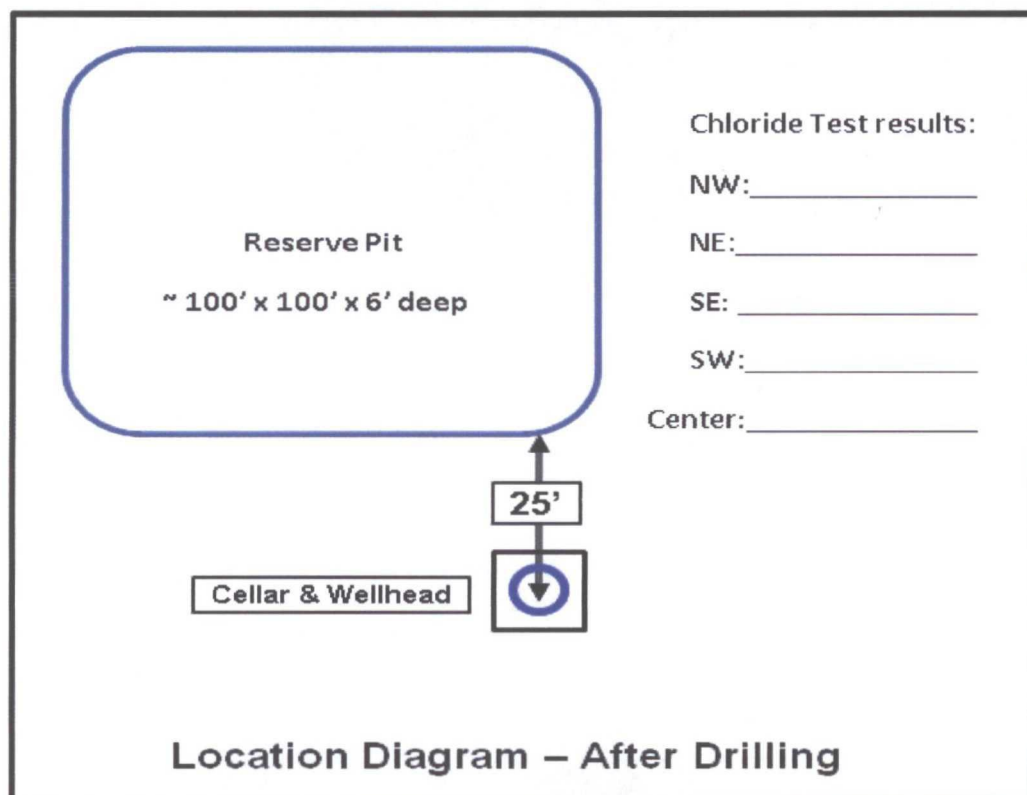 Reserve Pit
~ 100' x 100' x 6' deep
Chloride Test results:
NW:
NE:
SE:
SW:
Center:
25'
Cellar & Wellhead
Location Diagram – After Drilling